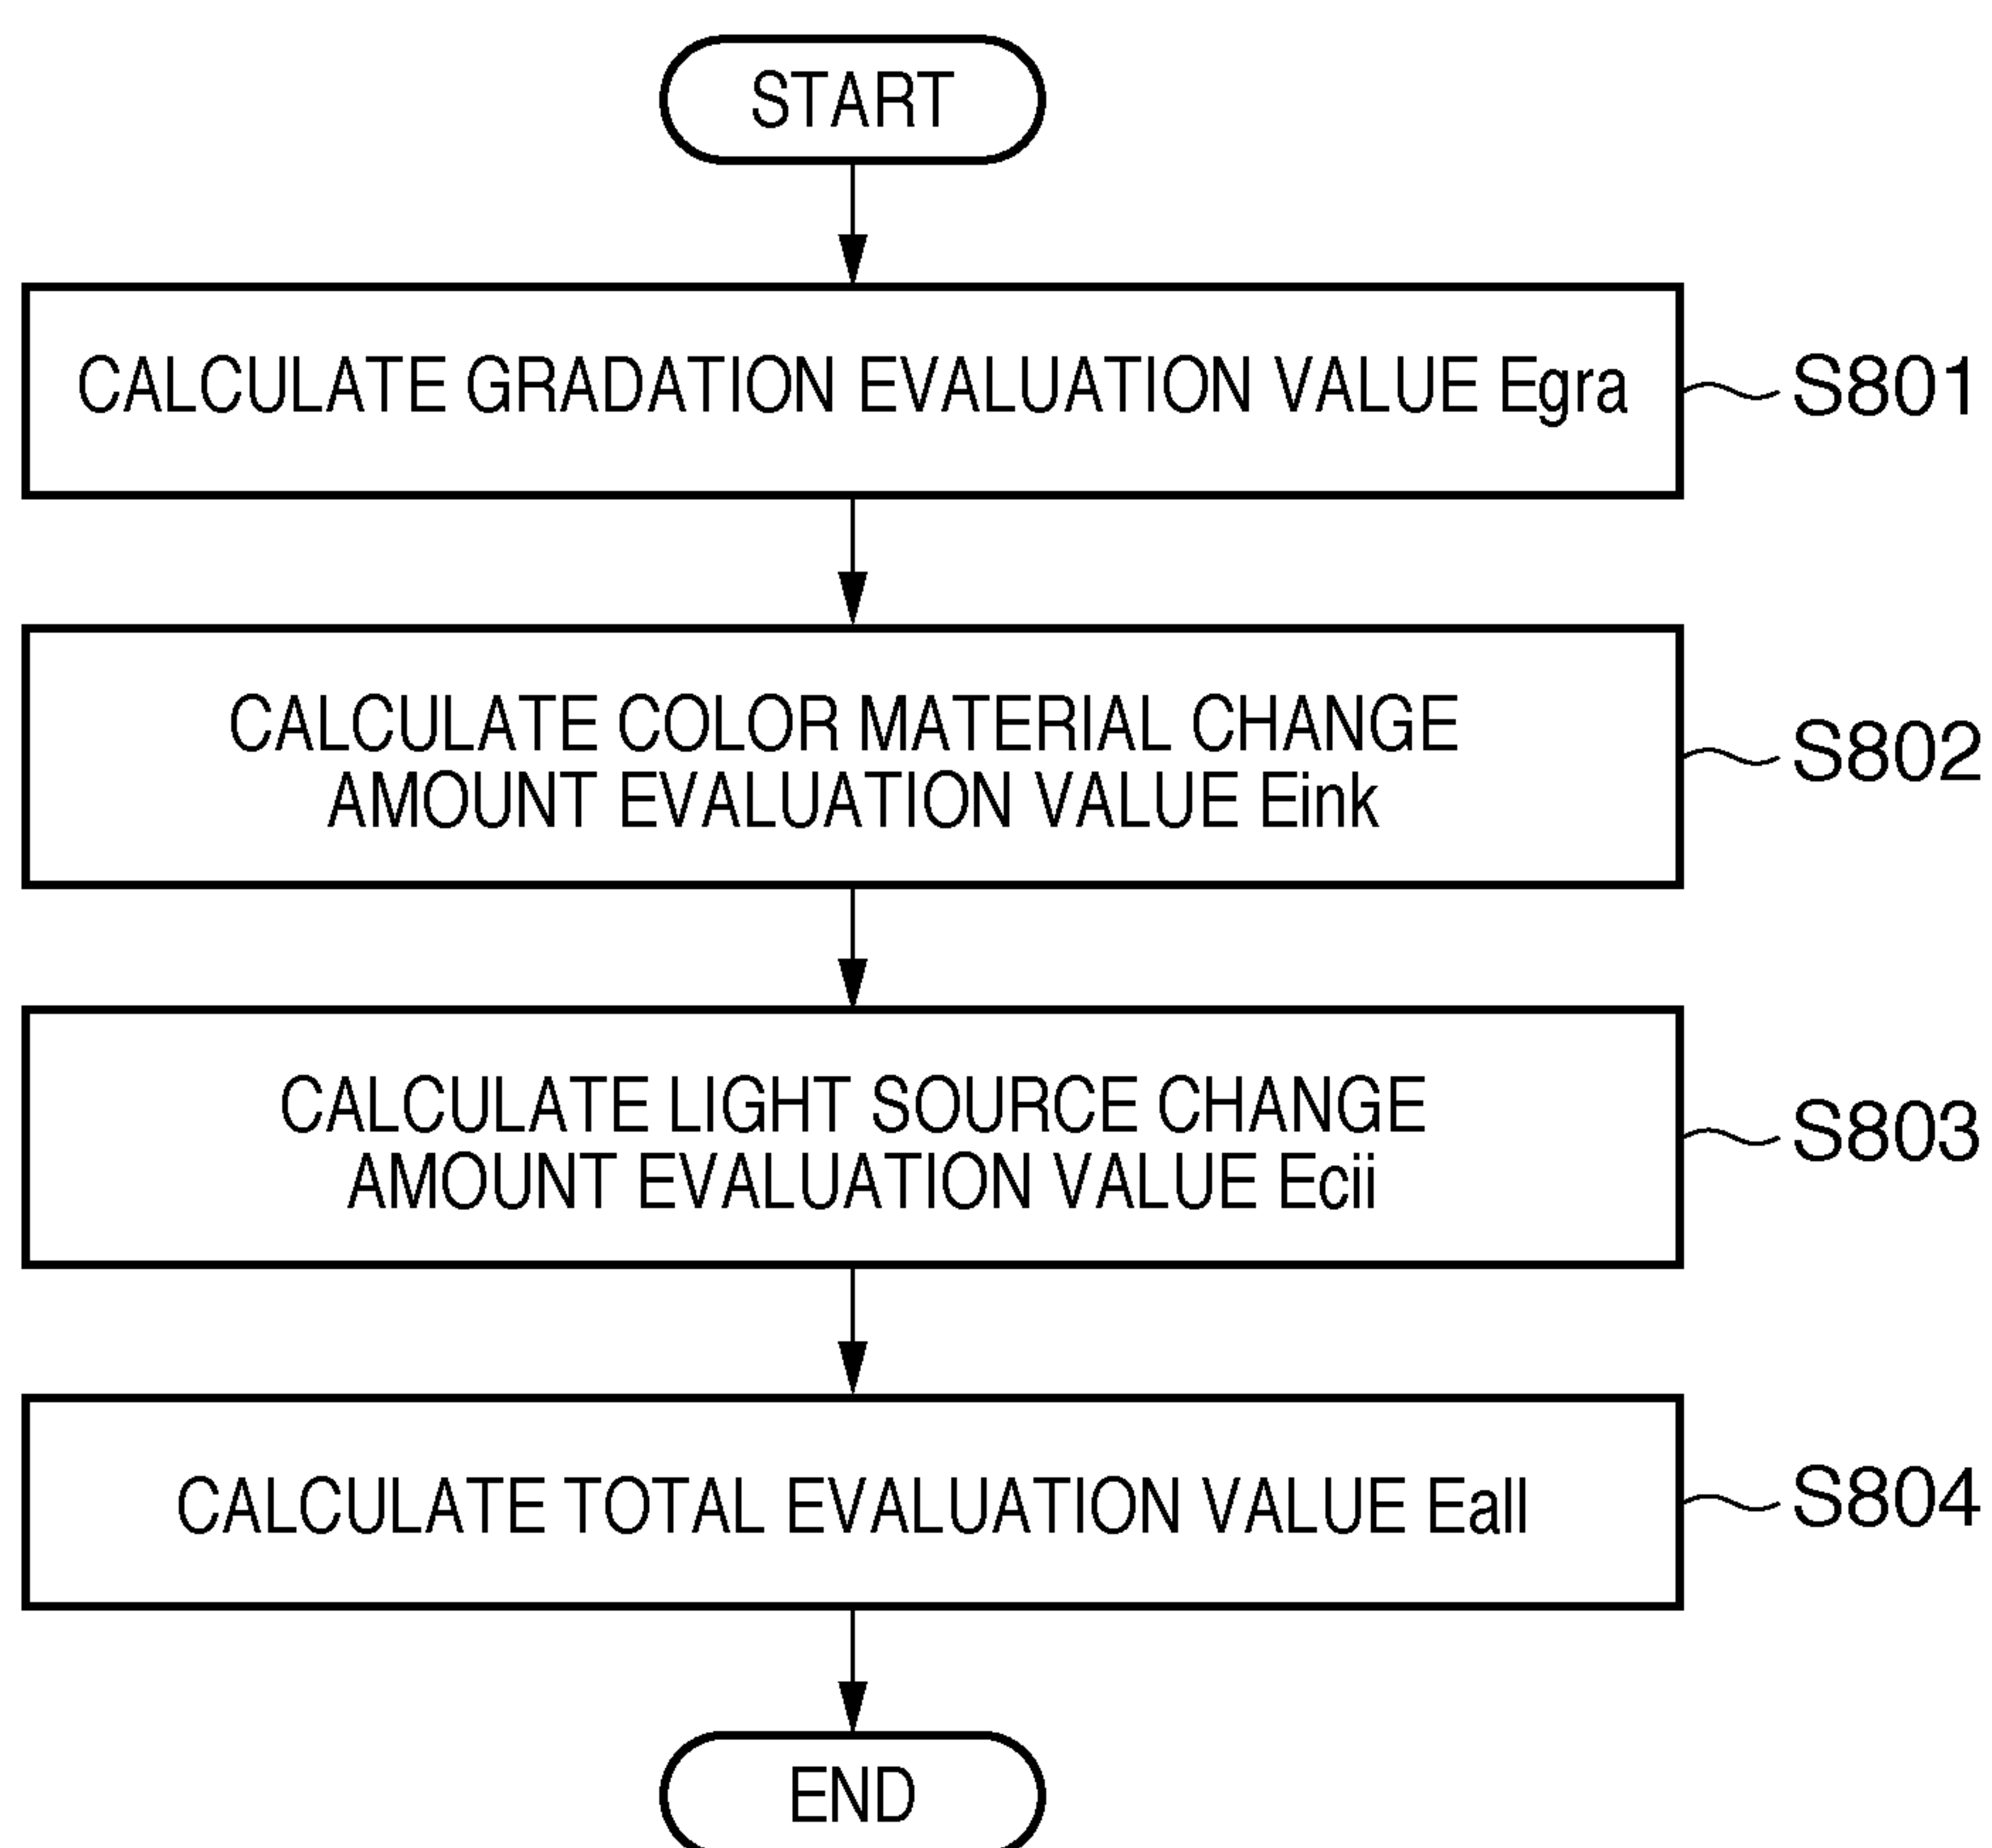 START
CALCULATE GRADATION EVALUATION VALUE Egra
S801
CALCULATE COLOR MATERIAL CHANGE
AMOUNT EVALUATION VALUE Eink
S802
CALCULATE LIGHT SOURCE CHANGE
AMOUNT EVALUATION VALUE Ecii
S803
CALCULATE TOTAL EVALUATION VALUE Eall
S804
END